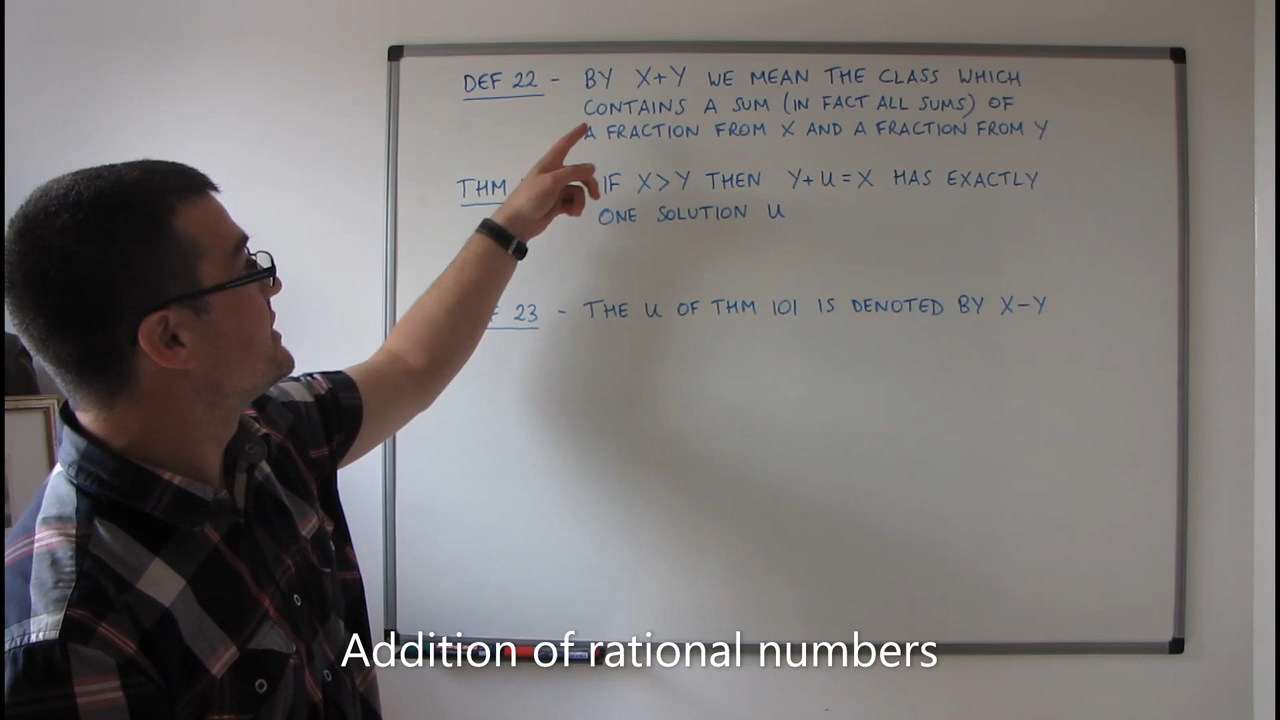 DEF 22 - BY X+Y WE MEAN THE CLASS WHICH
CONTAINS A SUM (IN FACT ALL SUMS) OF
A FRACTION FROM X AND A FRACTION FROM Y
THM IF X>Y THEN Y+U=X HAS EXACTLY
ONE SOLUTION U
23 - THE U OF THM 101 IS DENOTED BY X-Y
Addition of rational numbers